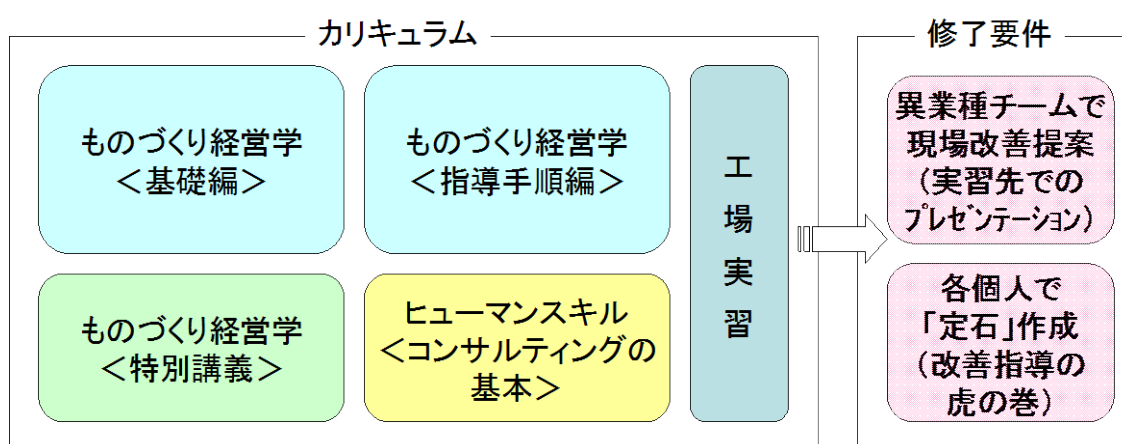 カリキュラム
修了要件
ものづくり経営学
＜基礎編＞
ものづくり経営学
＜指導手順編＞
工場実習
ものづくり経営学
＜特別講義＞
ヒューマンスキル
＜コンサルティングの
基本＞
異業種チームで
現場改善提案
（実習先での
プレゼンテーション）
各個人で
「定石」作成
（改善指導の
虎の巻）